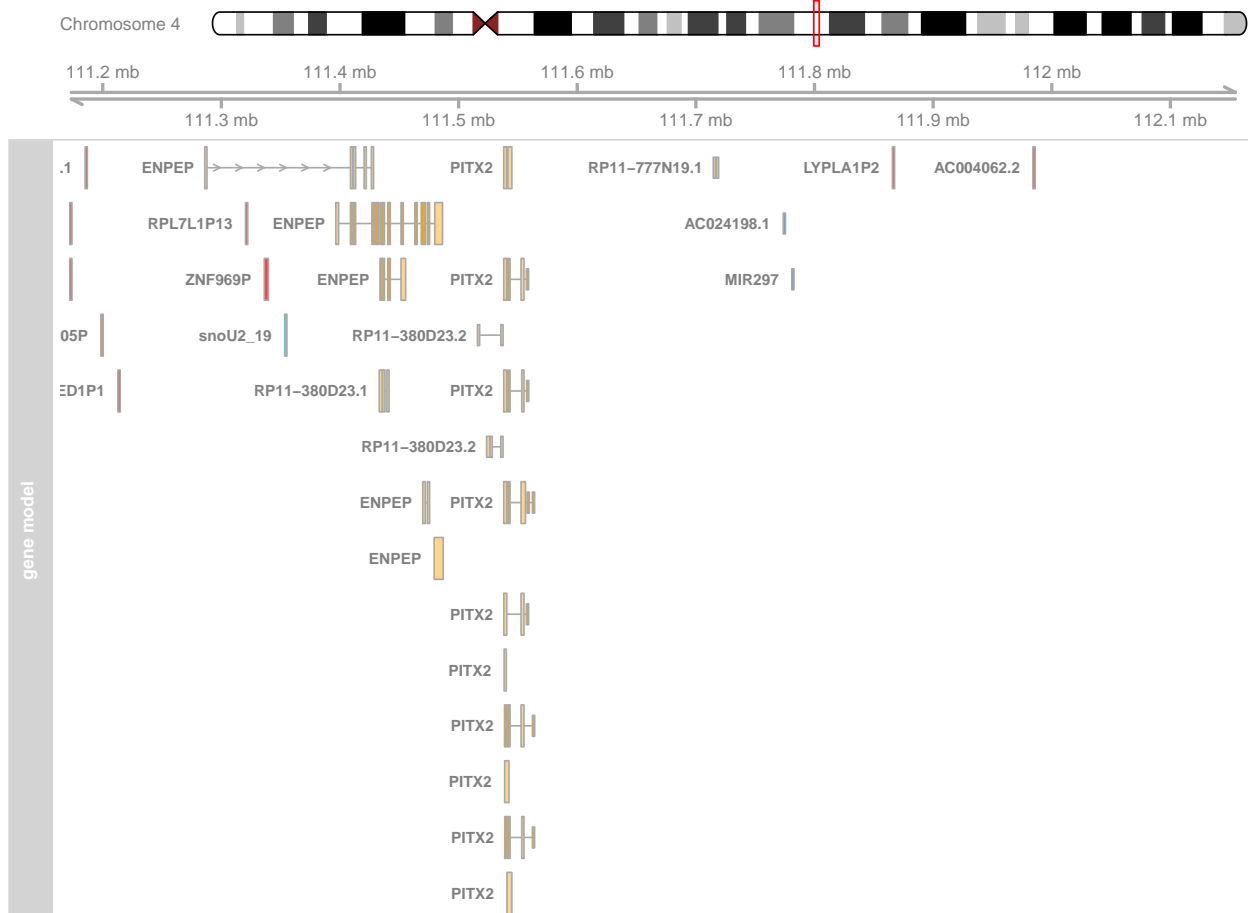 Chromosome 4
111.2 mb 111.4 mb 111.6 mb 111.8 mb 112 mb
111.3 mb 111.5 mb 111.7 mb 111.9 mb 112.1 mb
gene model
.1 ENPEP PITX2 RP11−777N19.1 LYPLA1P2 AC004062.2
RPL7L1P13 ENPEP AC024198.1
ZNF969P ENPEP PITX2 MIR297
05P snoU2_19 RP11−380D23.2
ED1P1 RP11−380D23.1 PITX2
RP11−380D23.2
ENPEP PITX2
ENPEP
PITX2
PITX2
PITX2
PITX2
PITX2
PITX2